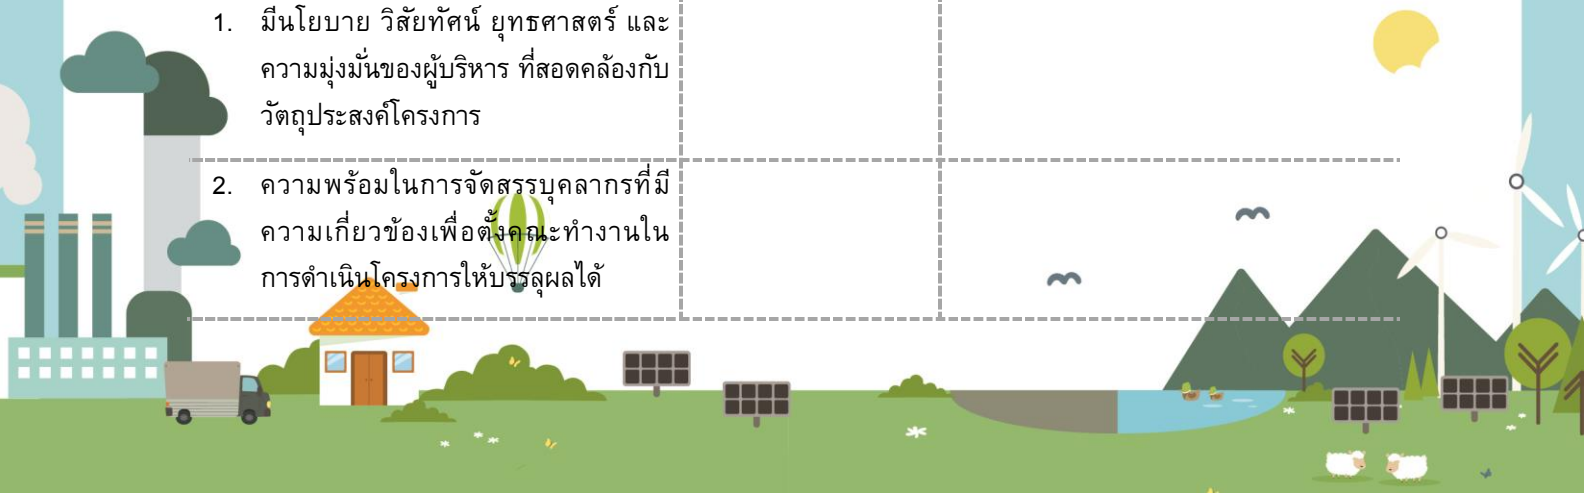 1. มีนโยบาย วิสัยทัศน์ ยุทธศาสตร์ และ
ความมุ่งมั่นของผู้บริหาร ที่สอดคล้องกับ
วัตถุประสงค์โครงการ
2. ความพร้อมในการจัดสรรบุคลากรที่มี
ความเกี่ยวข้องเพื่อตั้งคณะทำงานใน
การดำเนินโครงการให้บรรลุผลได้